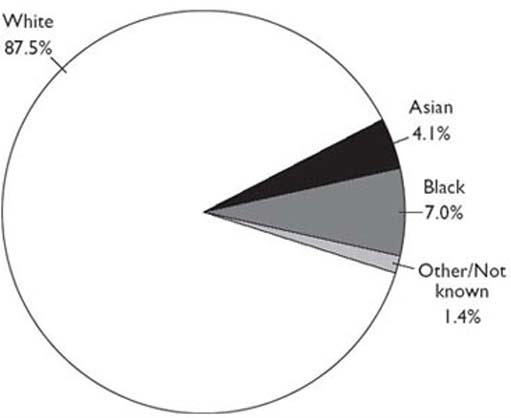 White
87.5%
Asian
4.1%
Black
7.0%
Other/Not
known
1.4%